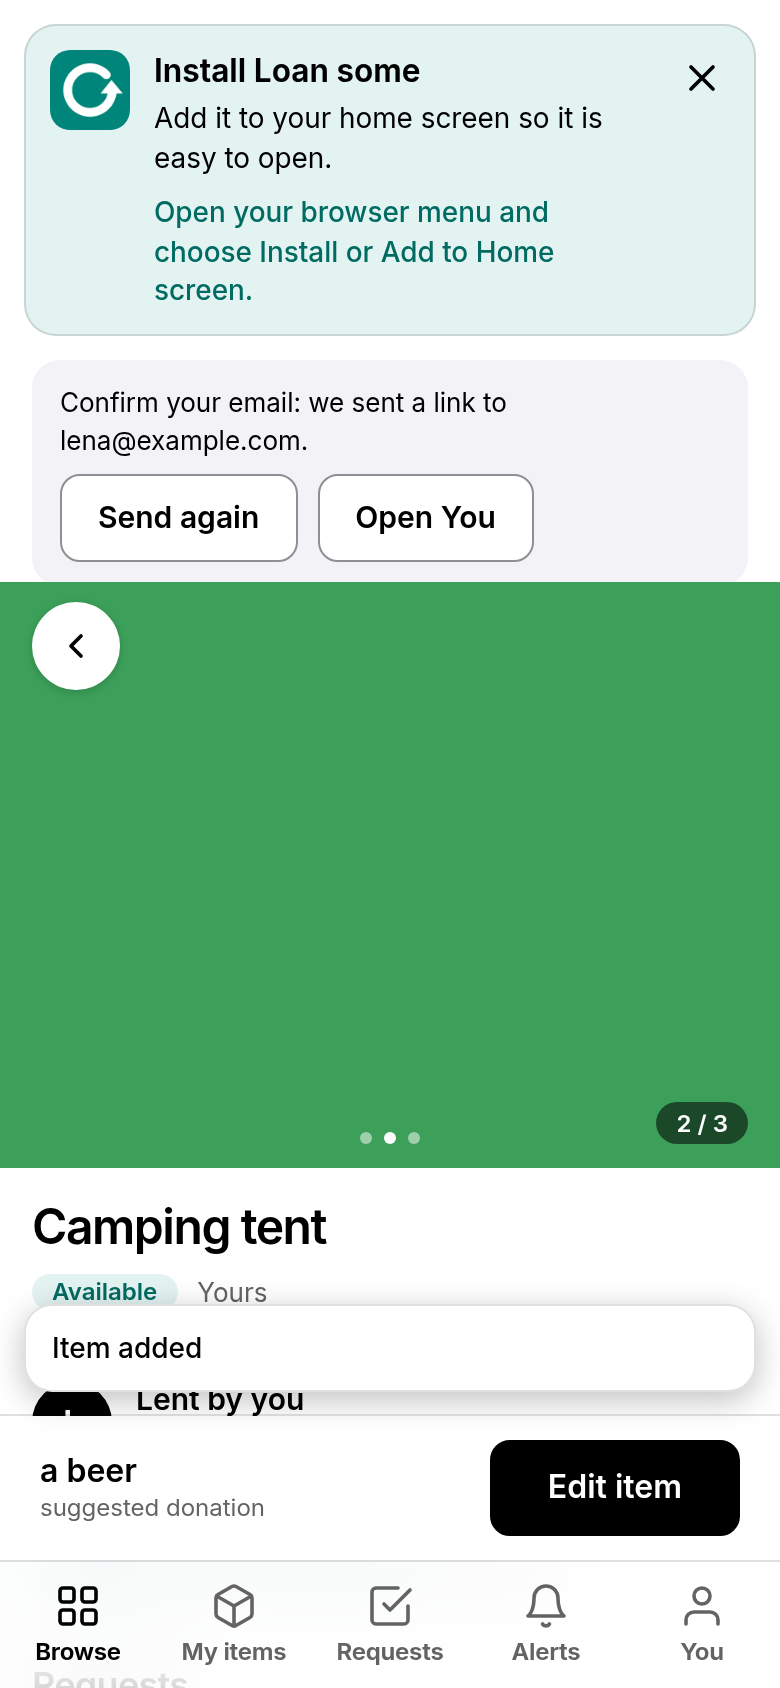 Install Loan some
Add it to your home screen so it is
easy to open.
Open your browser menu and
choose Install or Add to Home
screen.
Confirm your email: we sent a link to
lena@example.com.
Send again
Open You
2 / 3
Camping tent
Available
Yours
Item added
Lent by you
a beer
suggested donation
Edit item
Browse
My items
Requests
Alerts
You
Requests